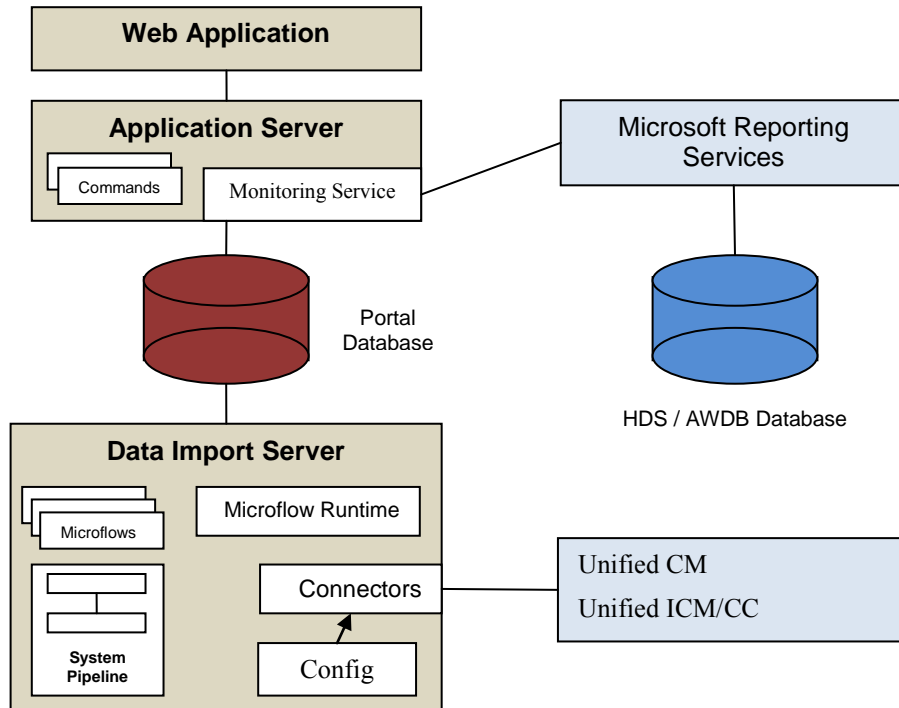 Web Application
Application Server
Commands
Monitoring Service
Microsoft Reporting
Services
Portal
Database
HDS / AWDB Database
Data Import Server
Microflows
Microflow Runtime
System
Pipeline
Connectors
Config
Unified CM
Unified ICM/CC